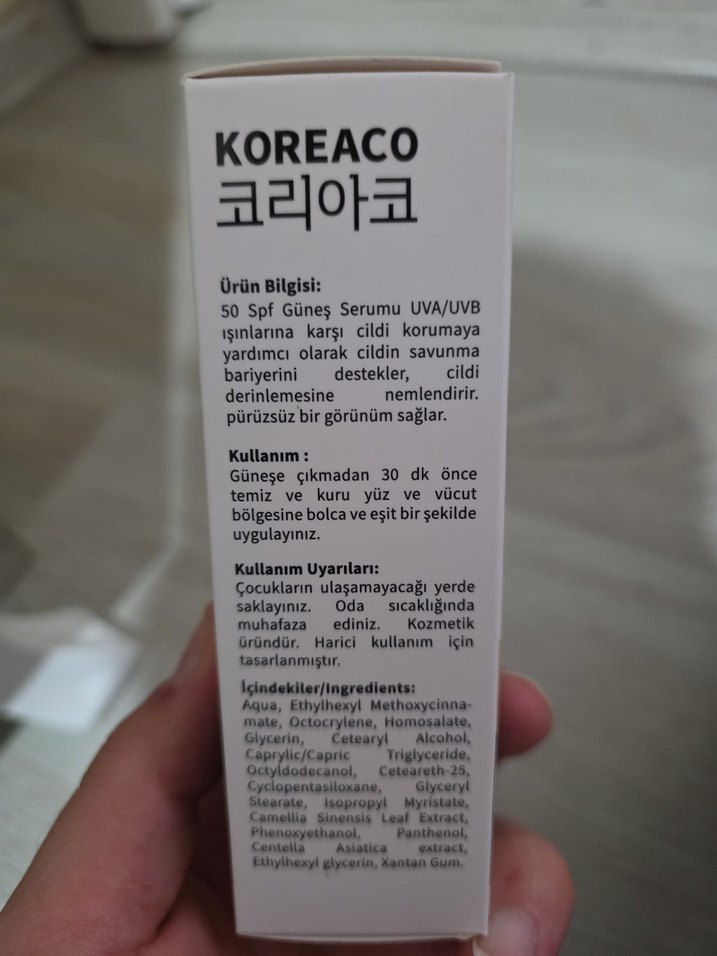 KOREACO
코리아코
Ürün Bilgisi:
50 Spf Güneş Serumu UVA/UVB
ışınlarına karşı cildi korumaya
yardımcı olarak cildin savunma
bariyerini destekler, cildi
derinlemesine nemlendirir.
pürüzsüz bir görünüm sağlar.
Kullanım :
Güneşe çıkmadan 30 dk önce
temiz ve kuru yüz ve vücut
bölgesine bolca ve eşit bir şekilde
uygulayınız.
Kullanım Uyarıları:
Çocukların ulaşamayacağı yerde
saklayınız. Oda sıcaklığında
muhafaza ediniz. Kozmetik
üründür. Harici kullanım için
tasarlanmıştır.
İçindekiler/Ingredients:
Aqua, Ethylhexyl Methoxycinna-
mate, Octocrylene, Homosalate,
Glycerin, Cetearyl Alcohol,
Caprylic/Capric Triglyceride,
Octyldodecanol, Ceteareth-25,
Cyclopentasiloxane, Glyceryl
Stearate, Isopropyl Myristate,
Camellia Sinensis Leaf Extract,
Phenoxyethanol, Panthenol,
Centella Asiatica extract,
Ethylhexyl glycerin, Xantan Gum.